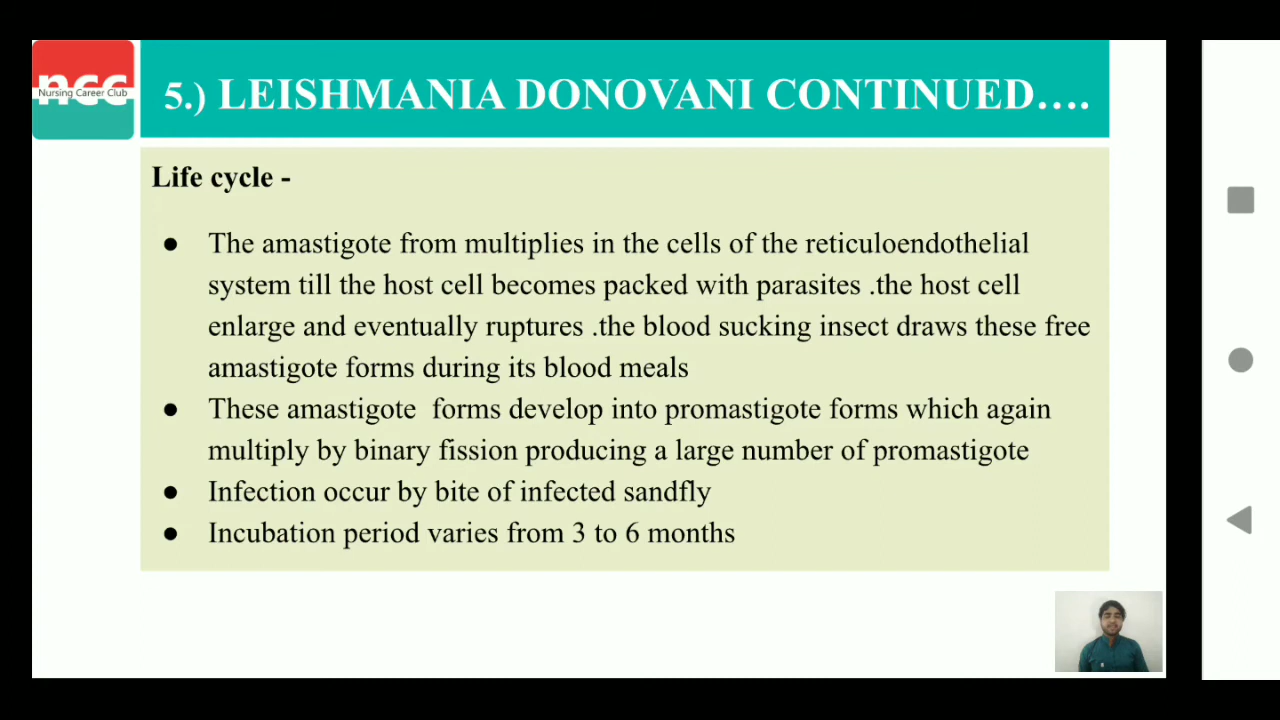 ncc
Nursing Career Club
5.) LEISHMANIA DONOVANI CONTINUED....
Life cycle -
● The amastigote from multiplies in the cells of the reticuloendothelial
system till the host cell becomes packed with parasites .the host cell
enlarge and eventually ruptures .the blood sucking insect draws these free
amastigote forms during its blood meals
● These amastigote  forms develop into promastigote forms which again
multiply by binary fission producing a large number of promastigote
● Infection occur by bite of infected sandfly
● Incubation period varies from 3 to 6 months